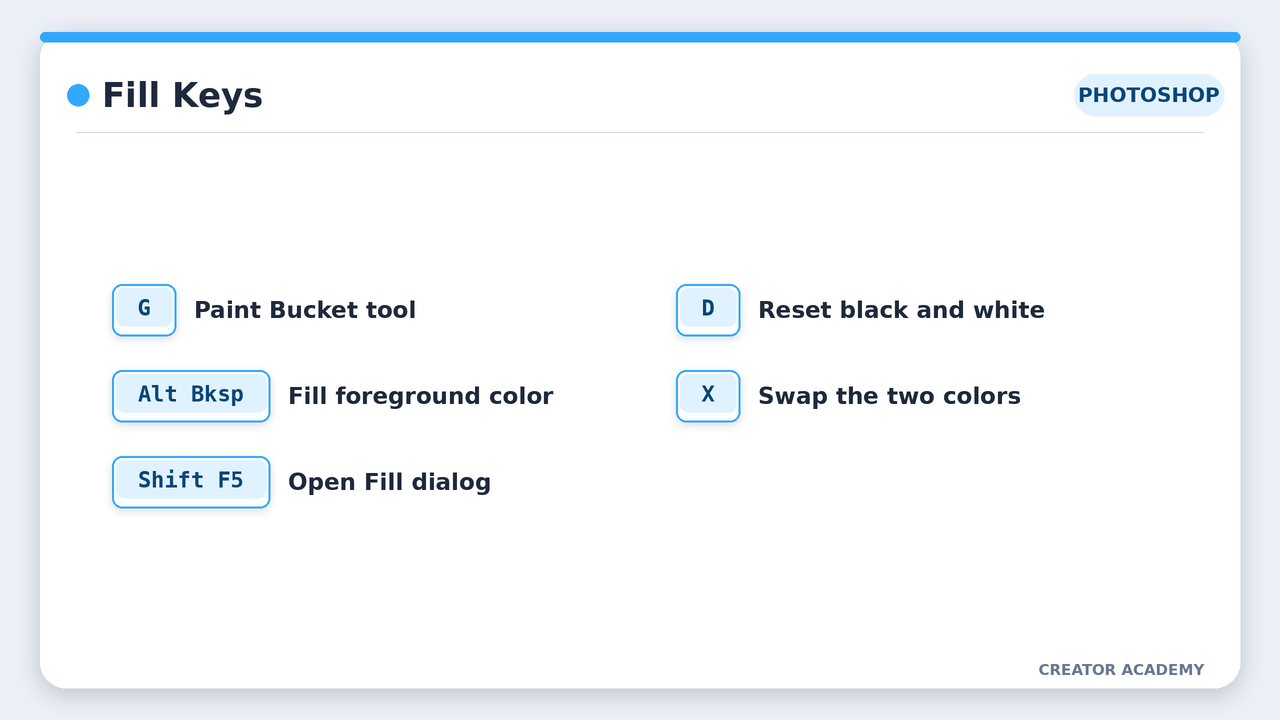 Fill Keys
PHOTOSHOP
G Paint Bucket tool
D Reset black and white
Alt Bksp Fill foreground color
X Swap the two colors
Shift F5 Open Fill dialog
CREATOR ACADEMY